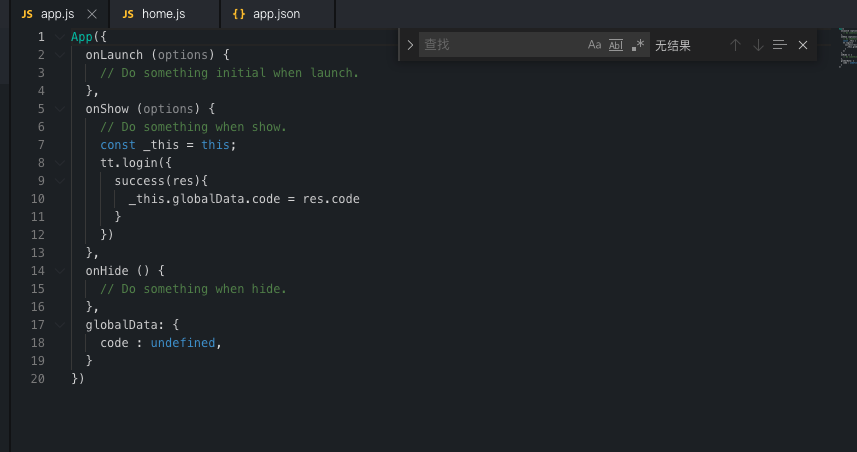 JS app.js
JS home.js
{} app.json
查找
Aa
Abl
.*
无结果
1 App({
2 onLaunch (options) {
3 // Do something initial when launch.
4 },
5 onShow (options) {
6 // Do something when show.
7 const _this = this;
8 tt.login({
9 success(res){
10 _this.globalData.code = res.code
11 }
12 })
13 },
14 onHide () {
15 // Do something when hide.
16 },
17 globalData: {
18 code : undefined,
19 }
20 })